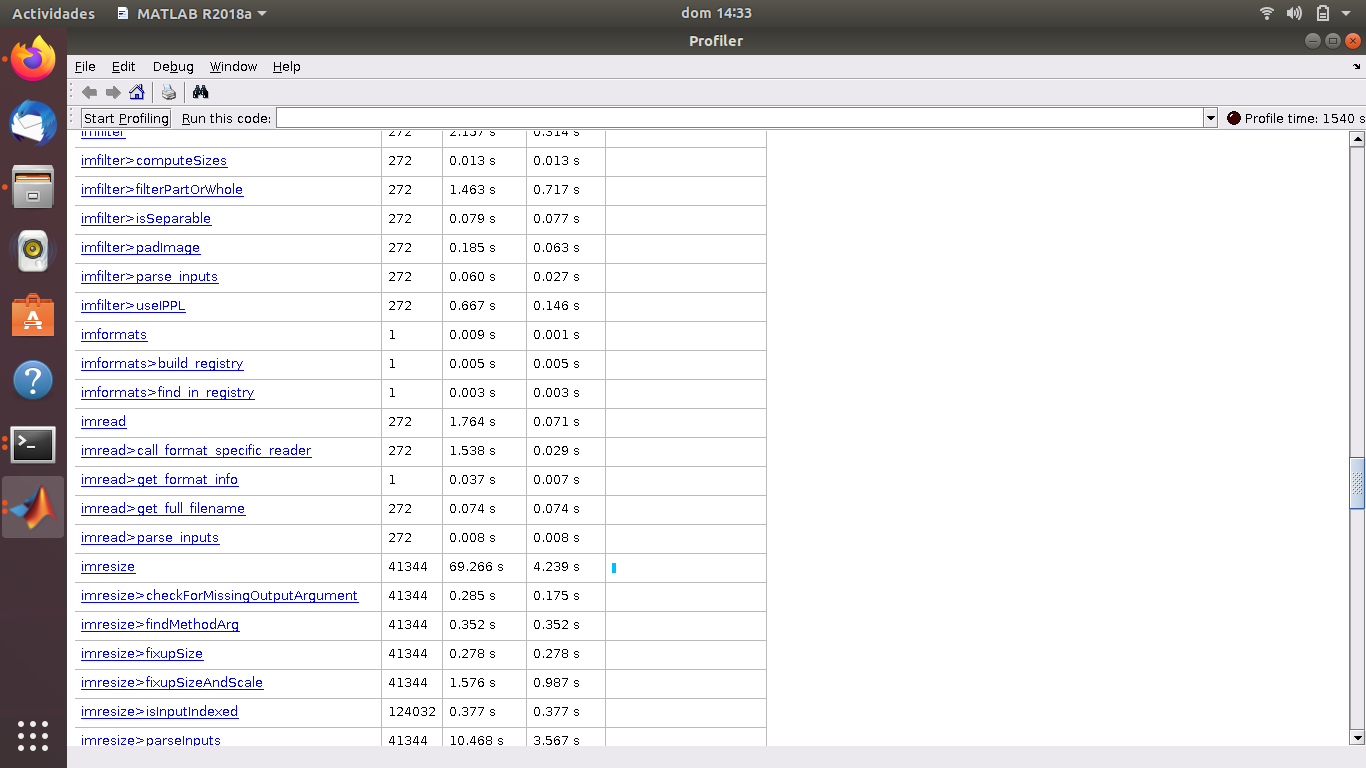 Actividades MATLAB R2018a dom 14:33
Profiler
File Edit Debug Window Help
Start Profiling Run this code: Profile time: 1540 s
imfilter 272 2.157 s 0.314 s
imfilter>computeSizes 272 0.013 s 0.013 s
imfilter>filterPartOrWhole 272 1.463 s 0.717 s
imfilter>isSeparable 272 0.079 s 0.077 s
imfilter>padImage 272 0.185 s 0.063 s
imfilter>parse_inputs 272 0.060 s 0.027 s
imfilter>useIPPL 272 0.667 s 0.146 s
imformats 1 0.009 s 0.001 s
imformats>build_registry 1 0.005 s 0.005 s
imformats>find_in_registry 1 0.003 s 0.003 s
imread 272 1.764 s 0.071 s
imread>call_format_specific_reader 272 1.538 s 0.029 s
imread>get_format_info 1 0.037 s 0.007 s
imread>get_full_filename 272 0.074 s 0.074 s
imread>parse_inputs 272 0.008 s 0.008 s
imresize 41344 69.266 s 4.239 s
imresize>checkForMissingOutputArgument 41344 0.285 s 0.175 s
imresize>findMethodArg 41344 0.352 s 0.352 s
imresize>fixupSize 41344 0.278 s 0.278 s
imresize>fixupSizeAndScale 41344 1.576 s 0.987 s
imresize>isInputIndexed 124032 0.377 s 0.377 s
imresize>parseInputs 41344 10.468 s 3.567 s